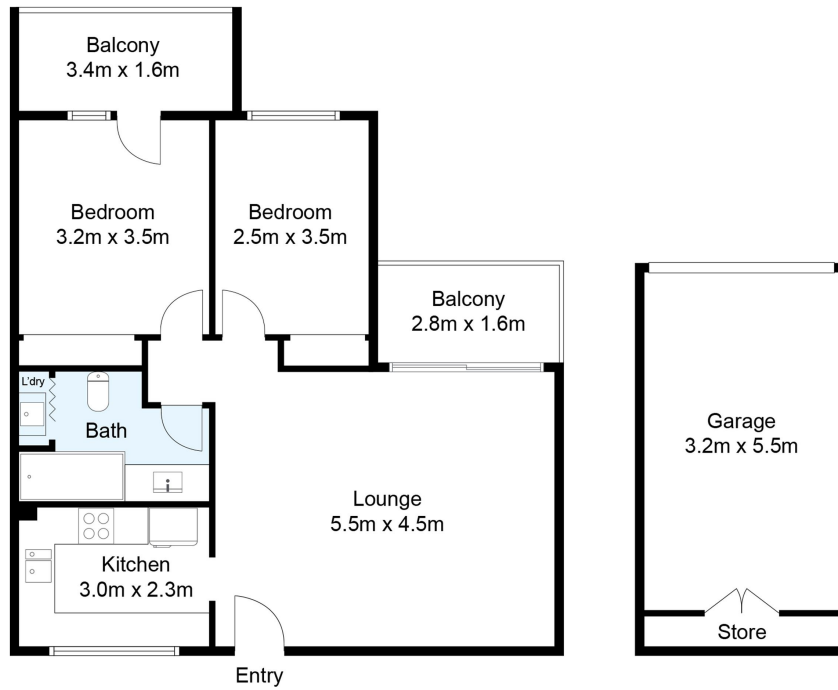 Balcony
3.4m x 1.6m
Bedroom
3.2m x 3.5m
Bedroom
2.5m x 3.5m
Balcony
2.8m x 1.6m
L'dry
Bath
Garage
3.2m x 5.5m
Lounge
5.5m x 4.5m
Kitchen
3.0m x 2.3m
Store
Entry